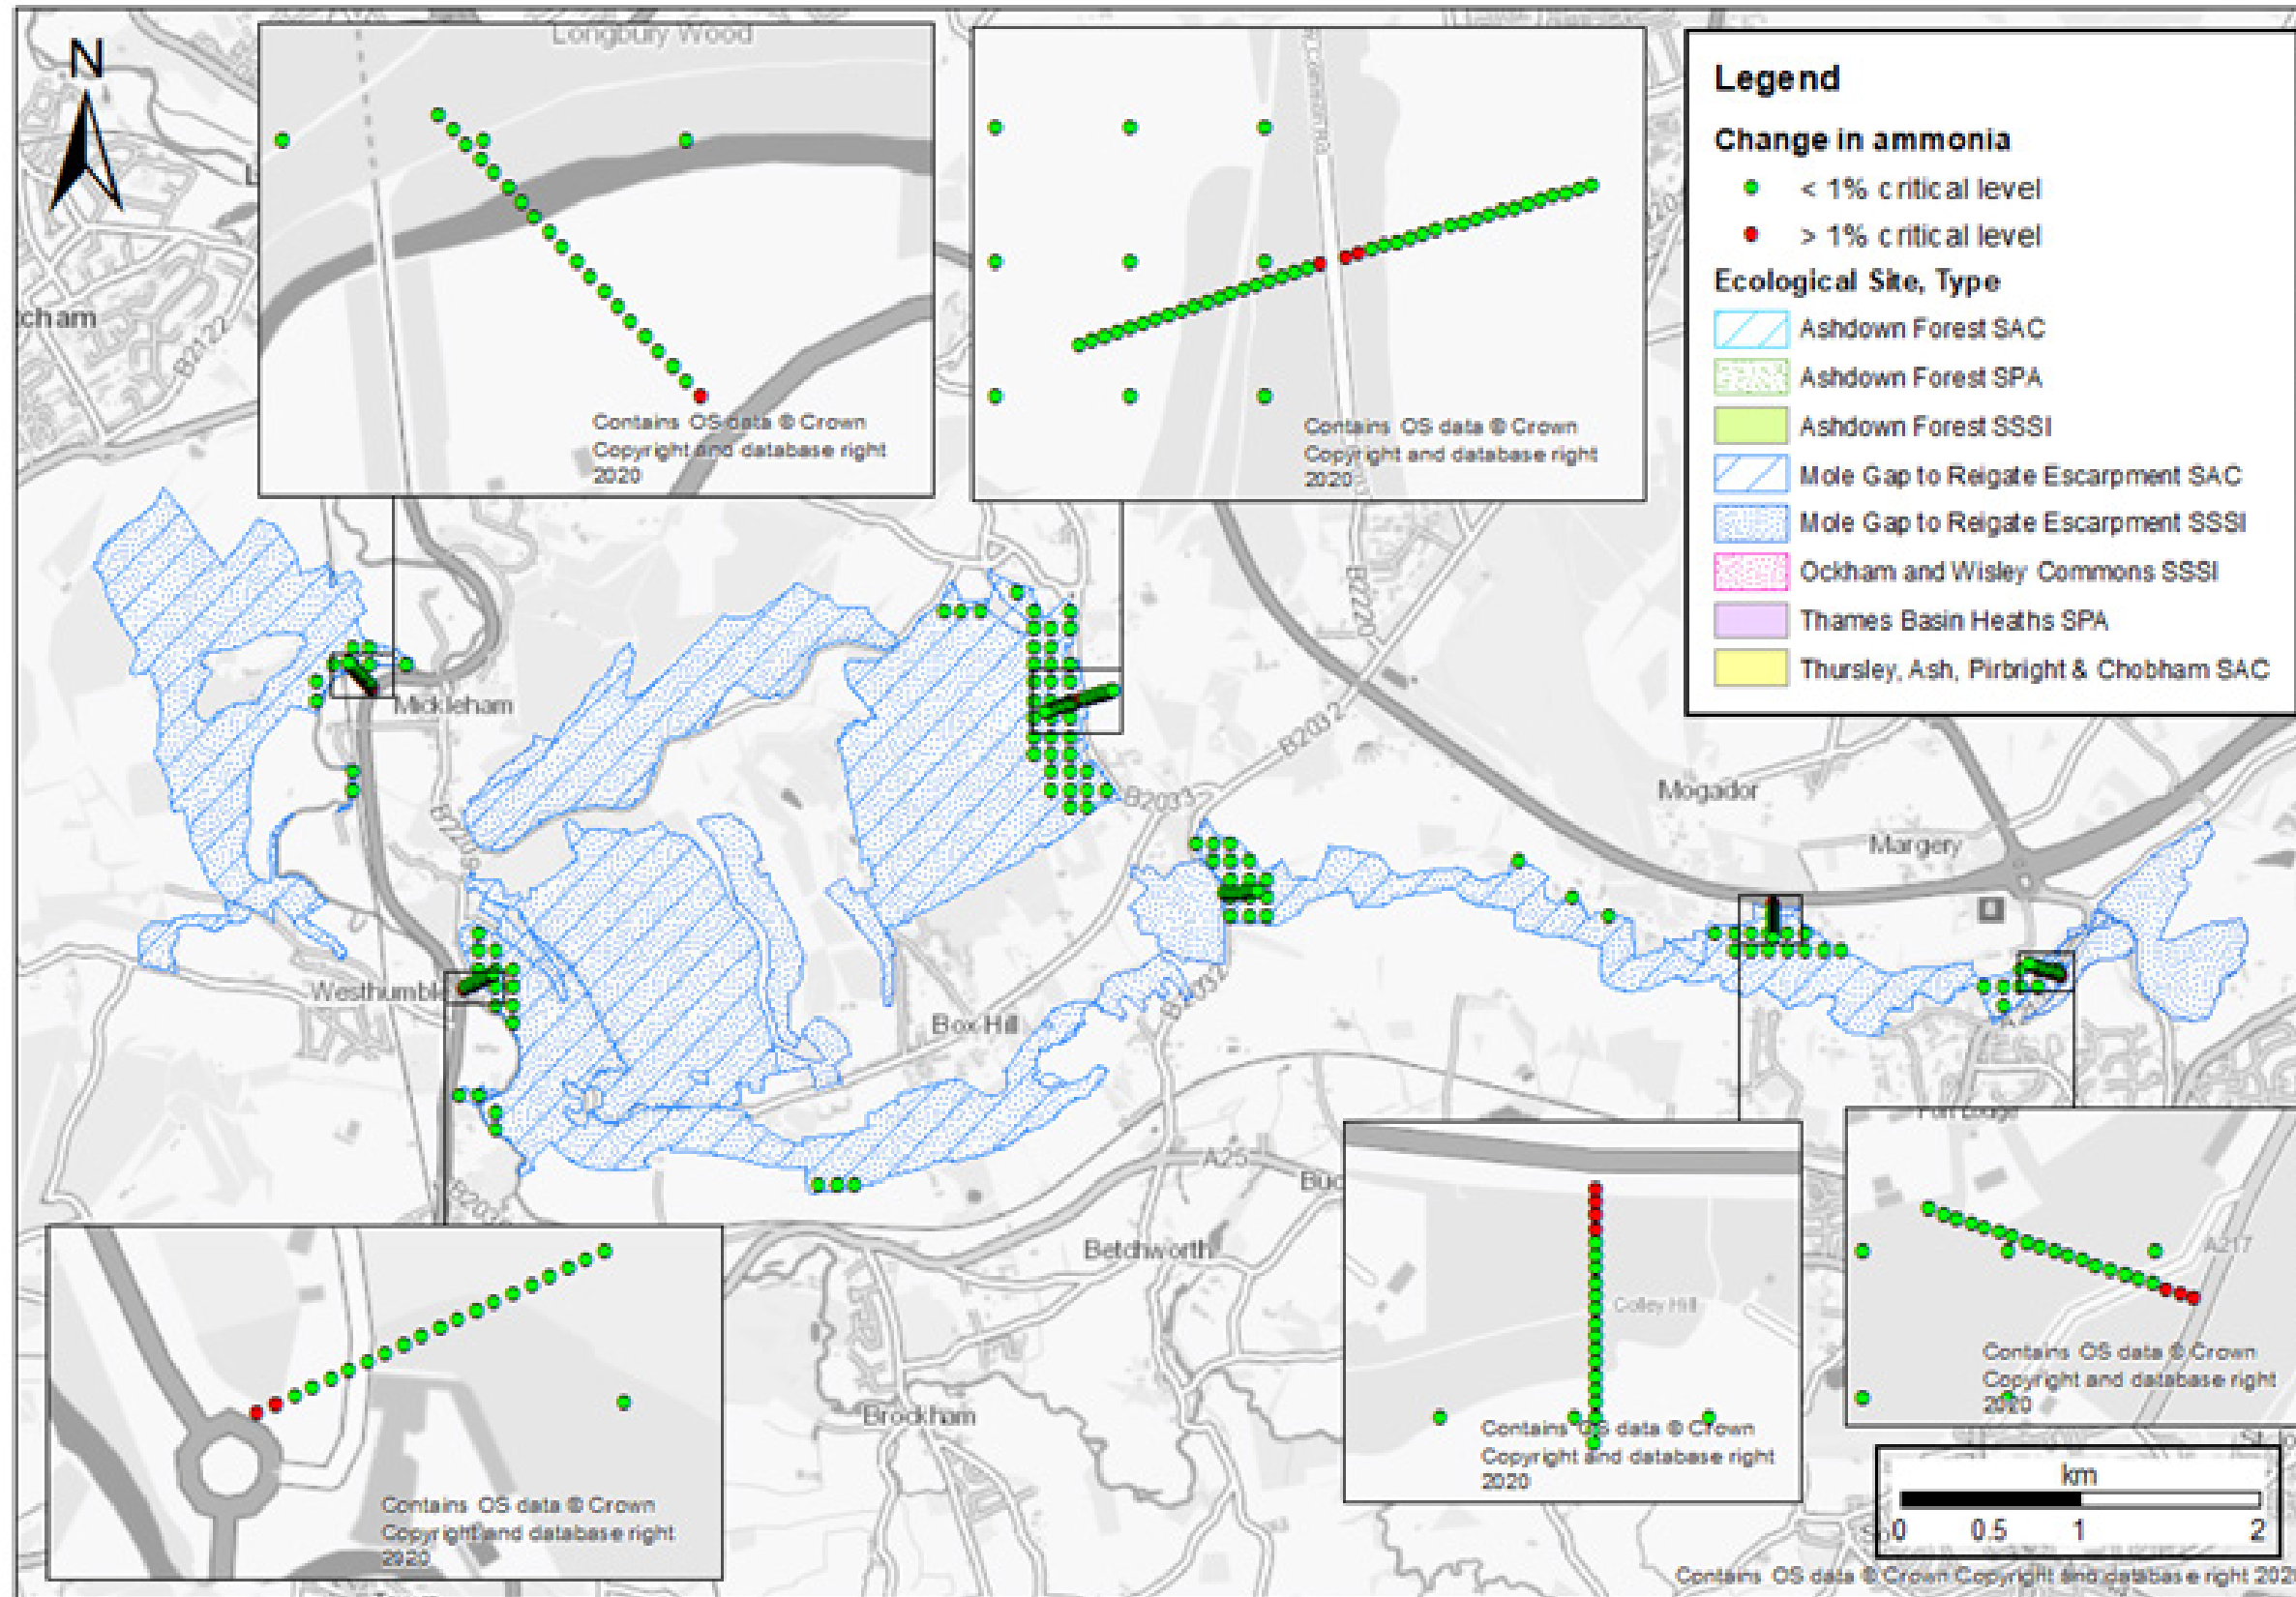 N
Longbury Wood
Contains OS data © Crown
Copyright and database right
2020
Contains OS data © Crown
Copyright and database right
2020
Legend
Change in ammonia
< 1% critical level
> 1% critical level
Ecological Site, Type
Ashdown Forest SAC
Ashdown Forest SPA
Ashdown Forest SSSI
Mole Gap to Reigate Escarpment SAC
Mole Gap to Reigate Escarpment SSSI
Ockham and Wisley Commons SSSI
Thames Basin Heaths SPA
Thursley, Ash, Pirbright & Chobham SAC
cham
B2122
B2220
Mickleham
B2209
B2033
B2032
Mogador
Margery
Westhumble
Box Hill
B2032
A25
Betchworth
Brockham
Contains OS data © Crown
Copyright and database right
2020
Colley Hill
Contains OS data © Crown
Copyright and database right
2020
A217
Contains OS data © Crown
Copyright and database right
2020
km
0 0.5 1 2
Contains OS data © Crown Copyright and database right 202